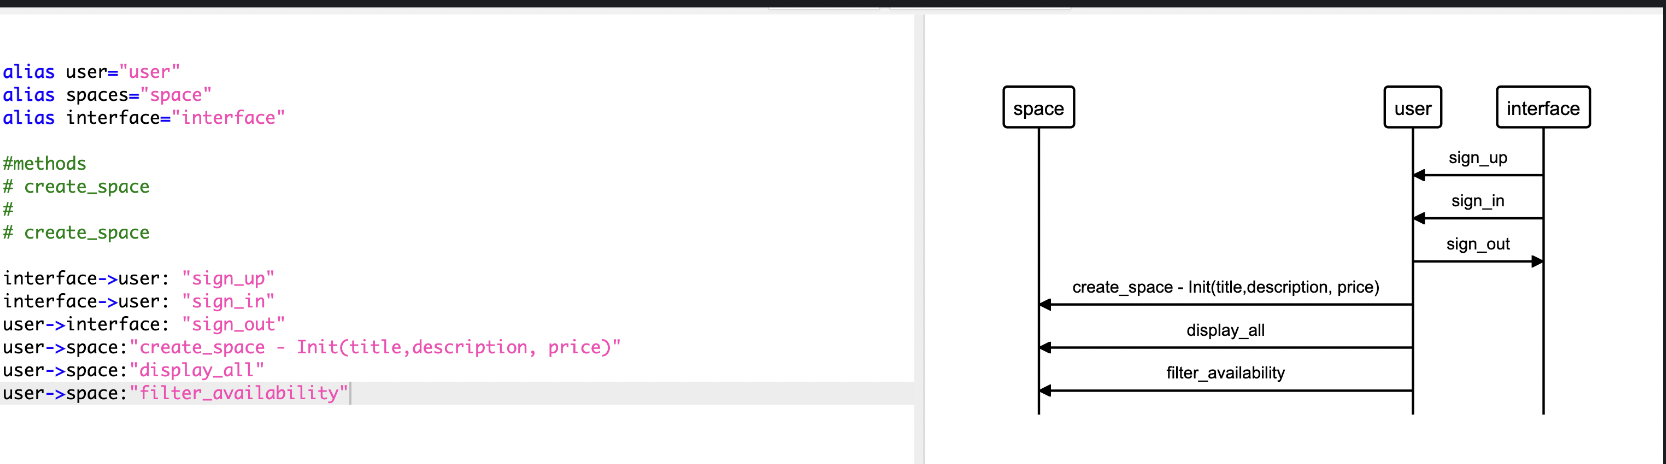 alias user="user"
alias spaces="space"
alias interface="interface"
#methods
# create_space
#
# create_space
interface->user: "sign_up"
interface->user: "sign_in"
user->interface: "sign_out"
user->space:"create_space - Init(title,description, price)"
user->space:"display_all"
user->space:"filter_availability"
space user interface
sign_up
sign_in
sign_out
create_space - Init(title,description, price)
display_all
filter_availability